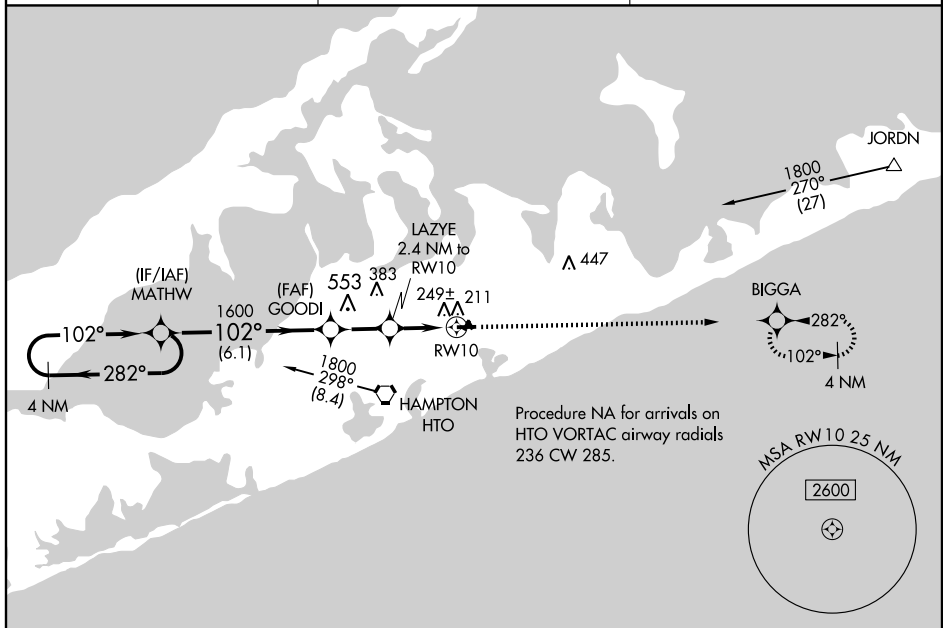 JORDN
1800
270°
(27)
LAZYE
2.4 NM to
RW10
447
(IF/IAF)
MATHW
(FAF)
GOODI
553
383
249±
211
BIGGA
102°
1600
102°
(6.1)
RW10
282°
282°
102°
4 NM
4 NM
1800
298°
(8.4)
HAMPTON
HTO
Procedure NA for arrivals on
HTO VORTAC airway radials
236 CW 285.
MSA RW10 25 NM
2600